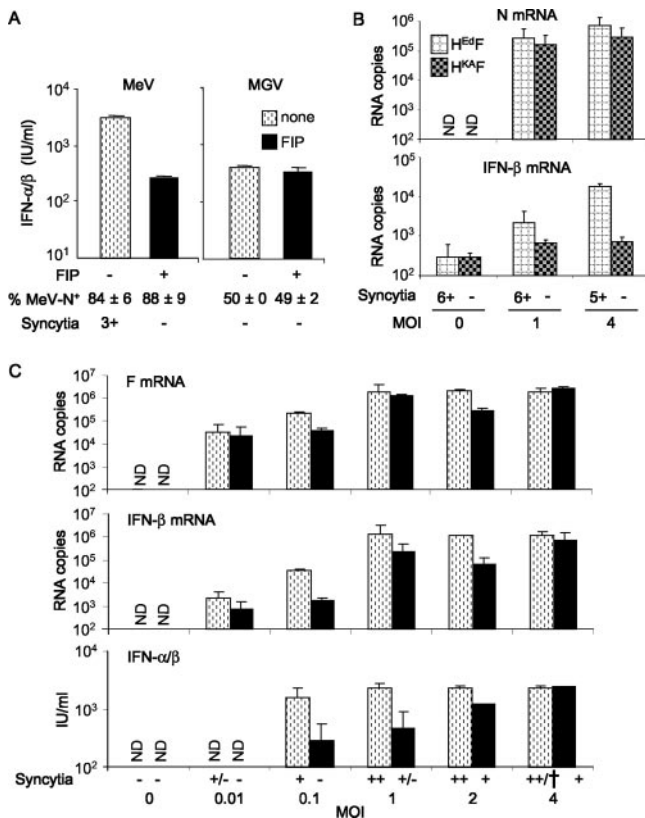 A
MeV MGV
IFN-α/β (IU/ml)
10⁴
10³
10²
10¹
none
FIP
FIP - + - +
% MeV-N⁺ 84 ± 6 88 ± 9 50 ± 0 49 ± 2
Syncytia 3+ - - -
B
N mRNA
RNA copies
10⁶
10⁵
10⁴
10³
10²
HᴱᵈF
HᴷᴬF
ND ND
IFN-β mRNA
RNA copies
10⁵
10⁴
10³
10²
Syncytia 6+ - 6+ - 5+ -
MOI 0 1 4
C
F mRNA
RNA copies
10⁷
10⁶
10⁵
10⁴
10³
10²
ND ND
IFN-β mRNA
RNA copies
10⁶
10⁵
10⁴
10³
10²
ND ND
IFN-α/β
IU/ml
10³
10²
ND ND ND ND
Syncytia - - +/- - + - ++ +/- ++ + ++/† +
0 0.01 0.1 1 2 4
MOI